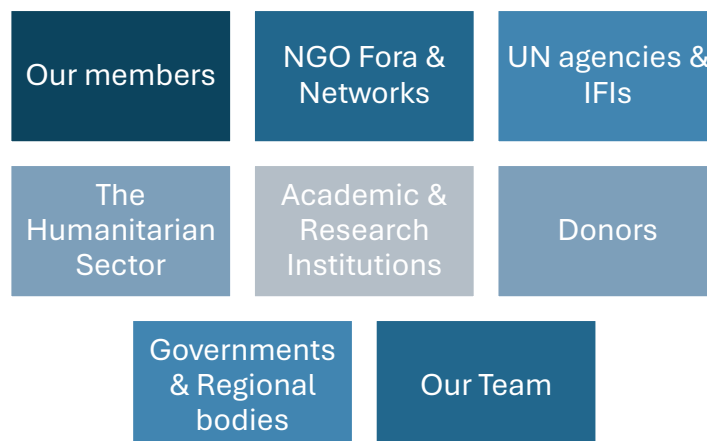 Our members
NGO Fora &
Networks
UN agencies &
IFIs
The
Humanitarian
Sector
Academic &
Research
Institutions
Donors
Governments
& Regional
bodies
Our Team